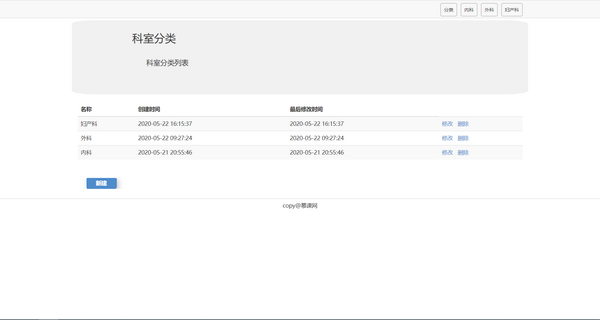 分类 内科 外科 妇产科
科室分类
科室分类列表
名称 创建时间 最后修改时间
妇产科 2020-05-22 16:15:37 2020-05-22 16:15:37 修改 删除
外科 2020-05-22 09:27:24 2020-05-22 09:27:24 修改 删除
内科 2020-05-21 20:55:46 2020-05-21 20:55:46 修改 删除
新建
copy@慕课网